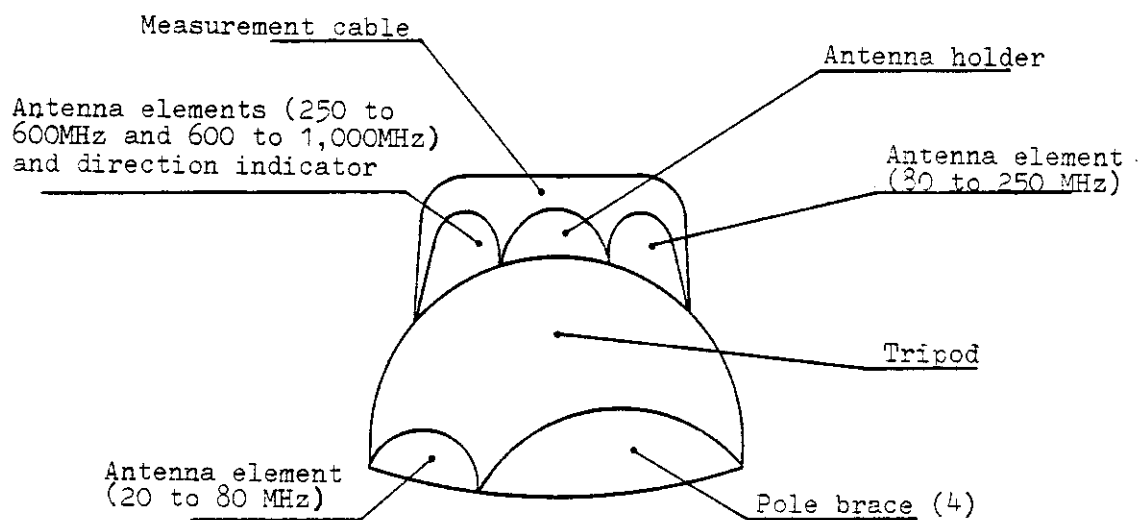 Measurement cable
Antenna holder
Antenna elements (250 to
600MHz and 600 to 1,000MHz)
and direction indicator
Antenna element
(80 to 250 MHz)
Tripod
Antenna element
(20 to 80 MHz)
Pole brace (4)